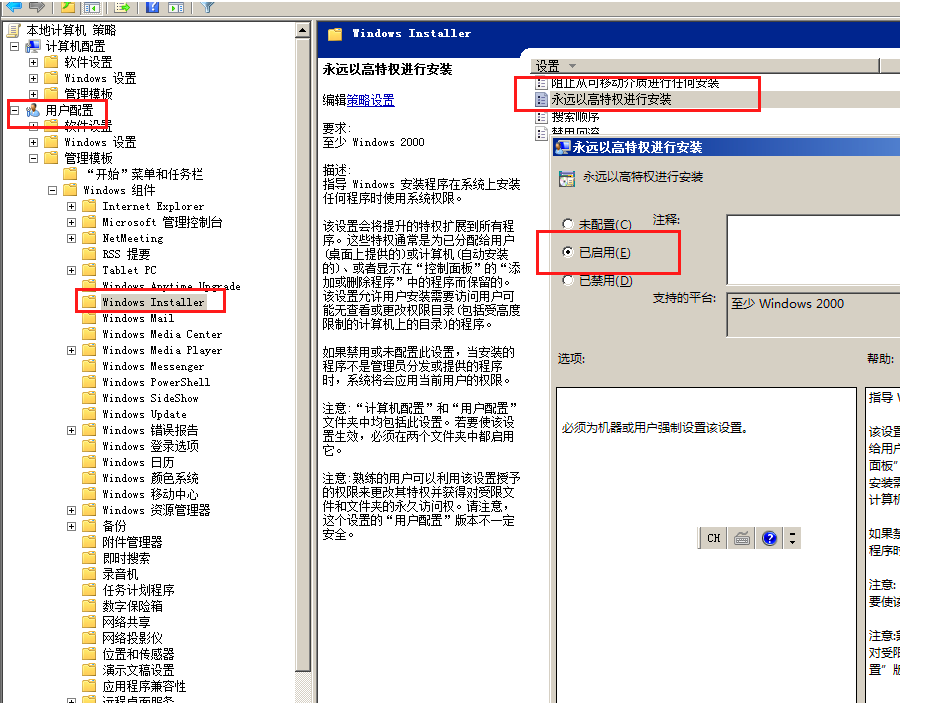 本地计算机 策略
计算机配置
软件设置
Windows 设置
管理模板
用户配置
软件设置
Windows 设置
管理模板
“开始”菜单和任务栏
Windows 组件
Internet Explorer
Microsoft 管理控制台
NetMeeting
RSS 提要
Tablet PC
Windows Anytime Upgrade
Windows Installer
Windows Mail
Windows Media Center
Windows Media Player
Windows Messenger
Windows PowerShell
Windows SideShow
Windows Update
Windows 错误报告
Windows 登录选项
Windows 日历
Windows 颜色系统
Windows 移动中心
Windows 资源管理器
备份
附件管理器
即时搜索
录音机
任务计划程序
数字保险箱
网络共享
网络投影仪
位置和传感器
演示文稿设置
应用程序兼容性
远程桌面服务
Windows Installer
永远以高特权进行安装
编辑策略设置
要求:
至少 Windows 2000
描述:
指导 Windows 安装程序在系统上安装
任何程序时使用系统权限。
该设置会将提升的特权扩展到所有程
序。这些特权通常是为已分配给用户
(桌面上提供的)或计算机(自动安装
的)、或者显示在“控制面板”的“添
加或删除程序”中的程序而保留的。
该设置允许用户安装需要访问用户可
能无查看或更改权限目录(包括受高度
限制的计算机上的目录)的程序。
如果禁用或未配置此设置，当安装的
程序不是管理员分发或提供的程序
时，系统将会应用当前用户的权限。
注意:“计算机配置”和“用户配置”
文件夹中均包括此设置。若要使该设
置生效，必须在两个文件夹中都启用
它。
注意:熟练的用户可以利用该设置授予
的权限来更改其特权并获得对受限文
件和文件夹的永久访问权。请注意，
这个设置的“用户配置”版本不一定
安全。
设置
阻止从可移动介质进行任何安装
永远以高特权进行安装
搜索顺序
禁用回滚
永远以高特权进行安装
永远以高特权进行安装
未配置(C)
注释:
已启用(E)
已禁用(D)
支持的平台:
至少 Windows 2000
选项:
帮助:
必须为机器或用户强制设置该设置。
CH
指导 W
该设置
给用户
面板”
安装需
计算机
如果禁
程序时
注意:
要使该
注意:熟
对受限
置”版